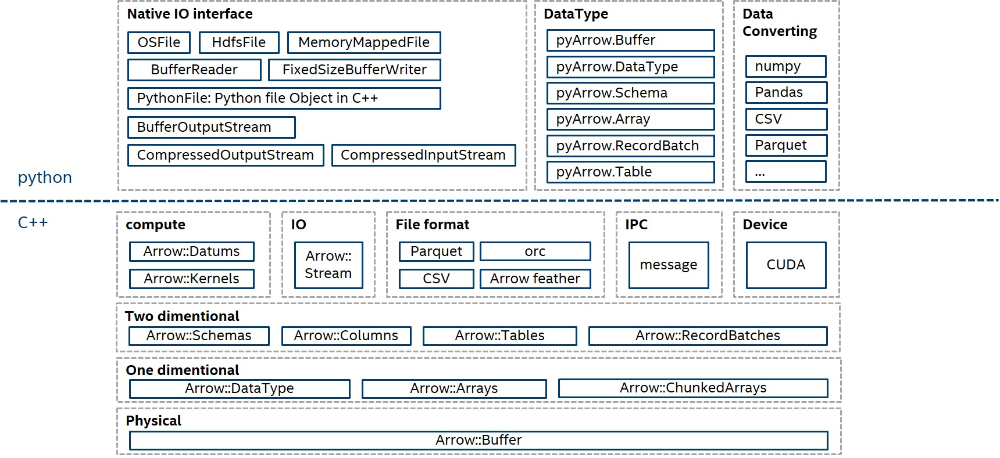 Native IO interface
OSFile
HdfsFile
MemoryMappedFile
BufferReader
FixedSizeBufferWriter
PythonFile: Python file Object in C++
BufferOutputStream
CompressedOutputStream
CompressedInputStream
DataType
pyArrow.Buffer
pyArrow.DataType
pyArrow.Schema
pyArrow.Array
pyArrow.RecordBatch
pyArrow.Table
Data
Converting
numpy
Pandas
CSV
Parquet
...
python
C++
compute
Arrow::Datums
Arrow::Kernels
IO
Arrow::
Stream
File format
Parquet
orc
CSV
Arrow feather
IPC
message
Device
CUDA
Two dimentional
Arrow::Schemas
Arrow::Columns
Arrow::Tables
Arrow::RecordBatches
One dimentional
Arrow::DataType
Arrow::Arrays
Arrow::ChunkedArrays
Physical
Arrow::Buffer